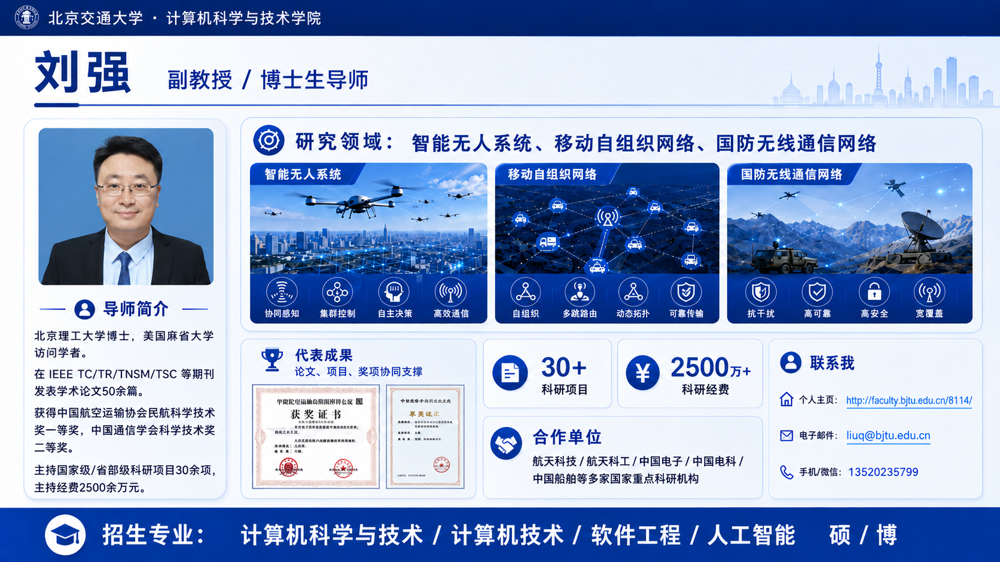 北京交通大学 · 计算机科学与技术学院
刘强
副教授 / 博士生导师
导师简介
北京理工大学博士，美国麻省大学
访问学者。
在 IEEE TC/TR/TNSM/TSC 等期刊
发表学术论文50余篇。
获得中国航空运输协会民航科学技术
奖一等奖，中国通信学会科学技术奖
二等奖。
主持国家级/省部级科研项目30余项，
主持经费2500余万元。
研究领域： 智能无人系统、移动自组织网络、国防无线通信网络
智能无人系统
协同感知 集群控制 自主决策 高效通信
移动自组织网络
自组织 多跳路由 动态拓扑 可靠传输
国防无线通信网络
抗干扰 高可靠 高安全 宽覆盖
代表成果
论文、项目、奖项协同支撑
获奖证书
30+
科研项目
2500万+
科研经费
合作单位
航天科技 / 航天科工 / 中国电子 / 中国电科 /
中国船舶等多家国家重点科研机构
联系我
个人主页： http://faculty.bjtu.edu.cn/8114/
电子邮件： liuq@bjtu.edu.cn
手机/微信： 13520235799
招生专业： 计算机科学与技术 / 计算机技术 / 软件工程 / 人工智能 硕 / 博